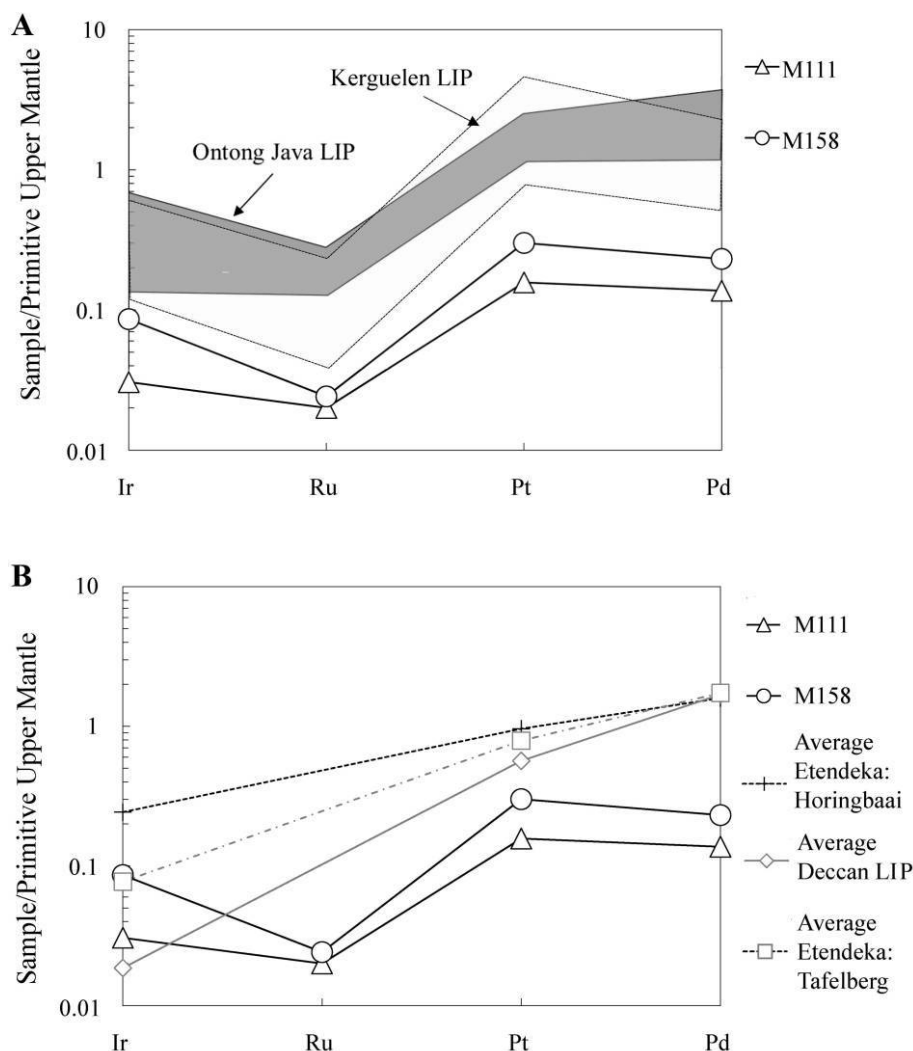 A
10
Kerguelen LIP
M111
M158
Ontong Java LIP
1
0.1
0.01
Sample/Primitive Upper Mantle
Ir
Ru
Pt
Pd
B
10
M111
M158
1
Average
Etendeka:
Horingbaai
0.1
Average
Deccan LIP
Average
Etendeka:
Tafelberg
0.01
Sample/Primitive Upper Mantle
Ir
Ru
Pt
Pd